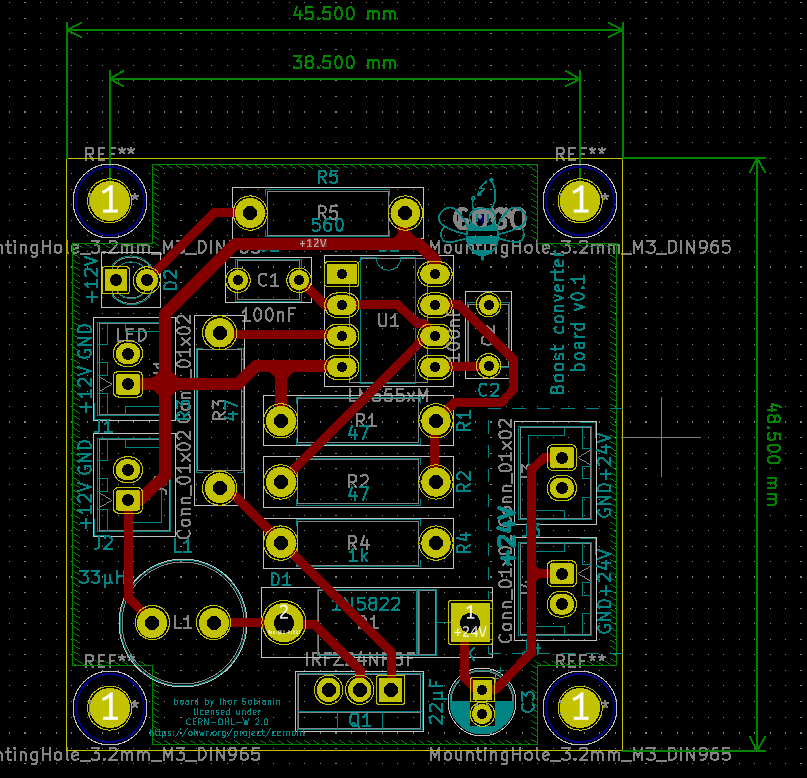 45.500 mm
38.500 mm
REF**
REF**
R5
1
1
R5
560
+12V
MountingHole_3.2mm_M3_DIN965
MountingHole_3.2mm_M3_DIN965
+12V
D2
C1
100nF
U1
100nF
Boost converter
board v0.1
LED
GND
+12V
J1
Conn_01x02
R3
47
C2
R1
47
R1
48.500 mm
GND
+12V
J2
Conn_01x02
R2
47
R2
Conn_01x02
+24V
GND
+24V
R4
1k
R4
L1
33µH
L1
D1
2
1N5822
D1
1
+24V
Conn_01x02
+24V
GND
REF**
REF**
1
1
Q1
22µF
C3
board by Ihor Sobianin
licensed under
CERN-OHL-W 2.0
MountingHole_3.2mm_M3_DIN965
MountingHole_3.2mm_M3_DIN965